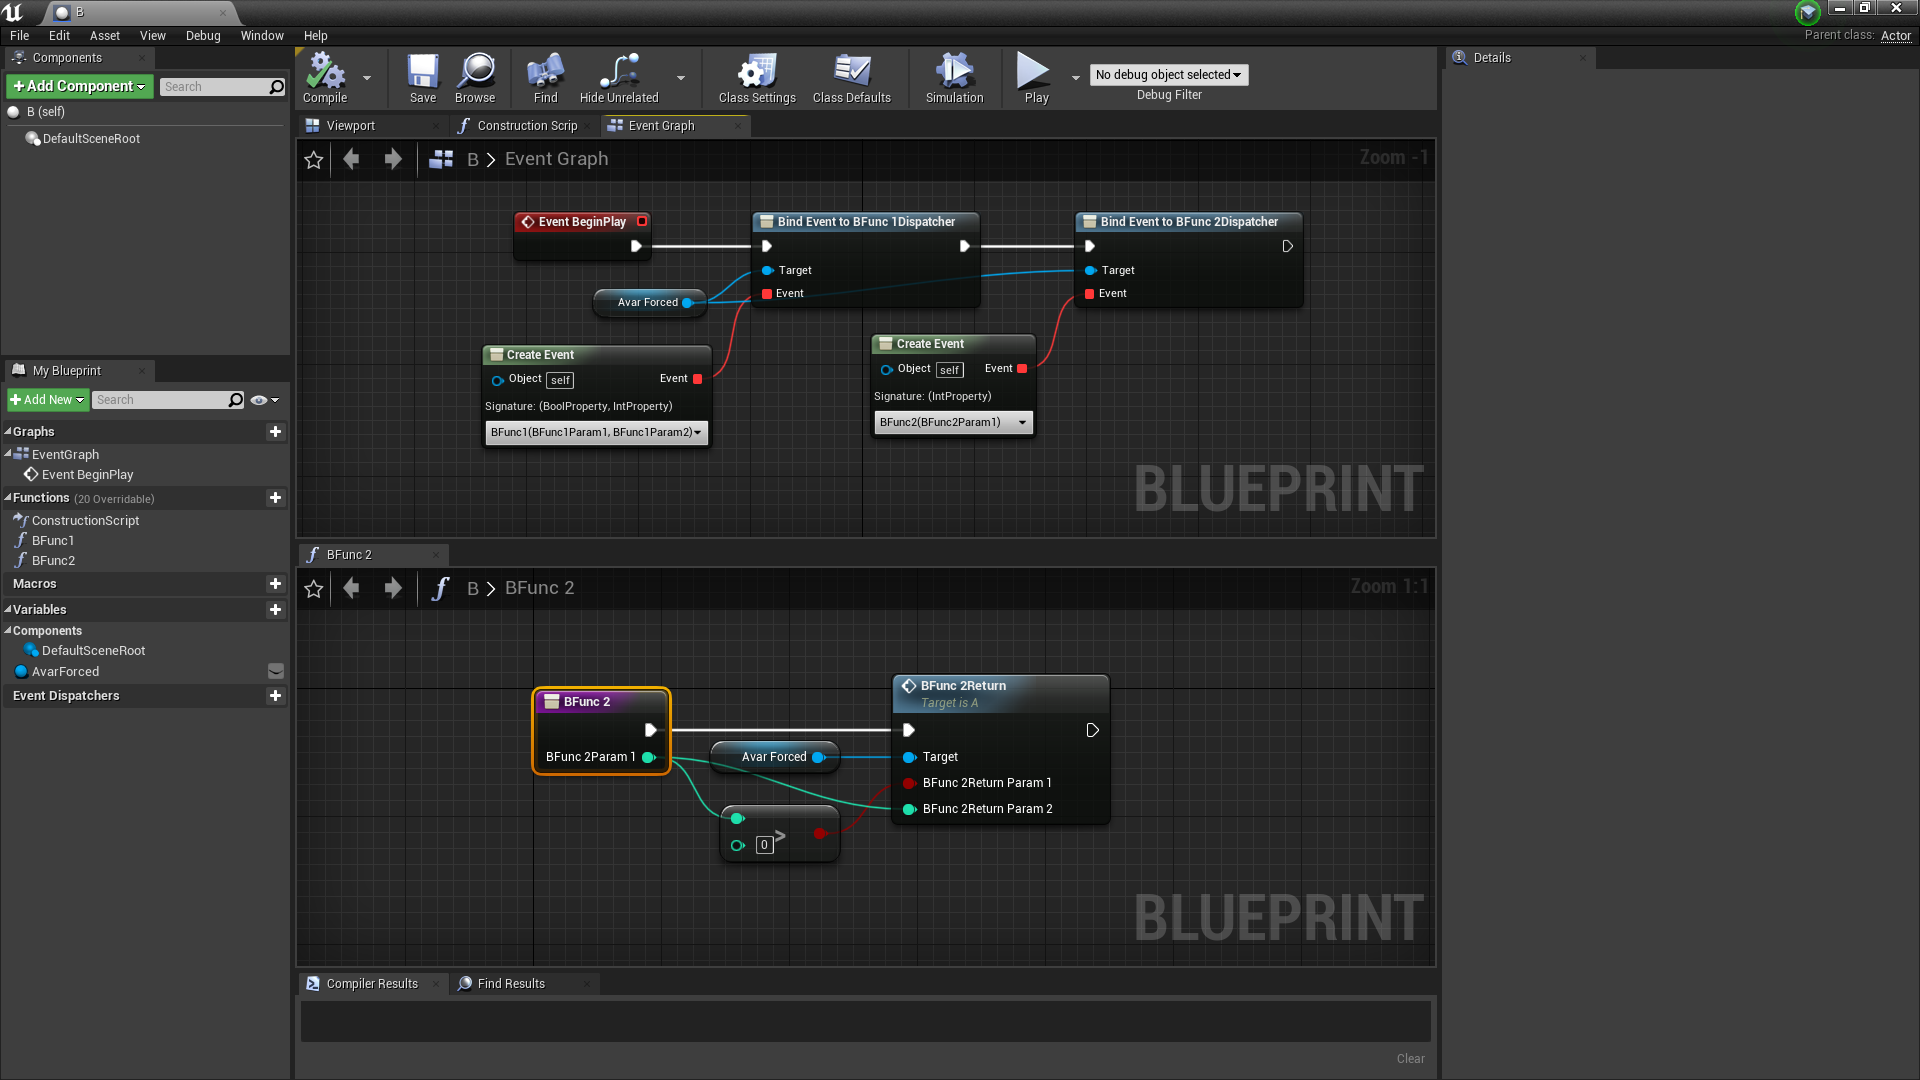 B
File Edit Asset View Debug Window Help
Parent class: Actor
Components
+Add Component
Search
B (self)
DefaultSceneRoot
Compile
Save
Browse
Find
Hide Unrelated
Class Settings
Class Defaults
Simulation
Play
No debug object selected
Debug Filter
Details
Viewport
Construction Scrip
Event Graph
B > Event Graph
Zoom -1
Event BeginPlay
Bind Event to BFunc 1Dispatcher
Target
Event
Bind Event to BFunc 2Dispatcher
Target
Event
Avar Forced
Create Event
Object self Event
Signature: (BoolProperty, IntProperty)
BFunc1(BFunc1Param1, BFunc1Param2)
Create Event
Object self Event
Signature: (IntProperty)
BFunc2(BFunc2Param1)
BLUEPRINT
My Blueprint
+Add New
Search
Graphs
EventGraph
Event BeginPlay
Functions (20 Overridable)
ConstructionScript
BFunc1
BFunc2
Macros
Variables
Components
DefaultSceneRoot
AvarForced
Event Dispatchers
BFunc 2
B > BFunc 2
Zoom 1:1
BFunc 2
BFunc 2Param 1
Avar Forced
0
>
BFunc 2Return
Target is A
Target
BFunc 2Return Param 1
BFunc 2Return Param 2
BLUEPRINT
Compiler Results
Find Results
Clear